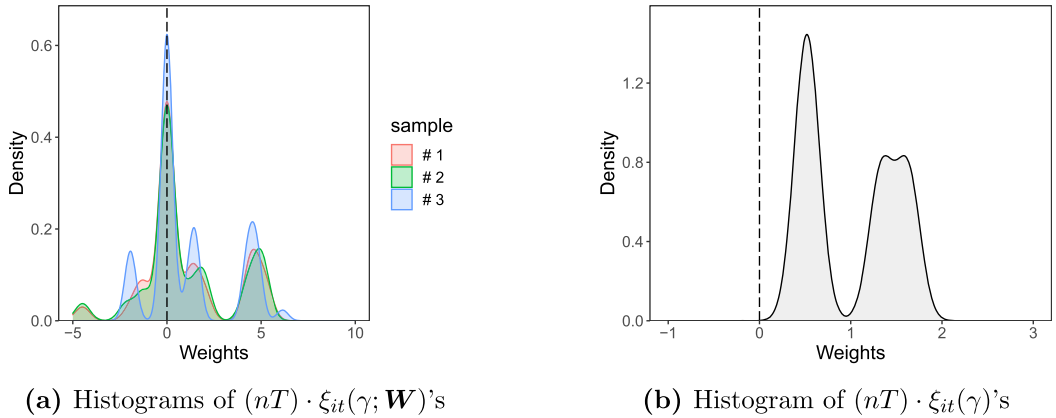 0.6
0.4
0.2
0.0
Density
−5 0 5 10
Weights
sample
# 1
# 2
# 3
(a) Histograms of (nT) · ξit(γ; W)’s
1.2
0.8
0.4
0.0
Density
−1 0 1 2 3
Weights
(b) Histogram of (nT) · ξit(γ)’s